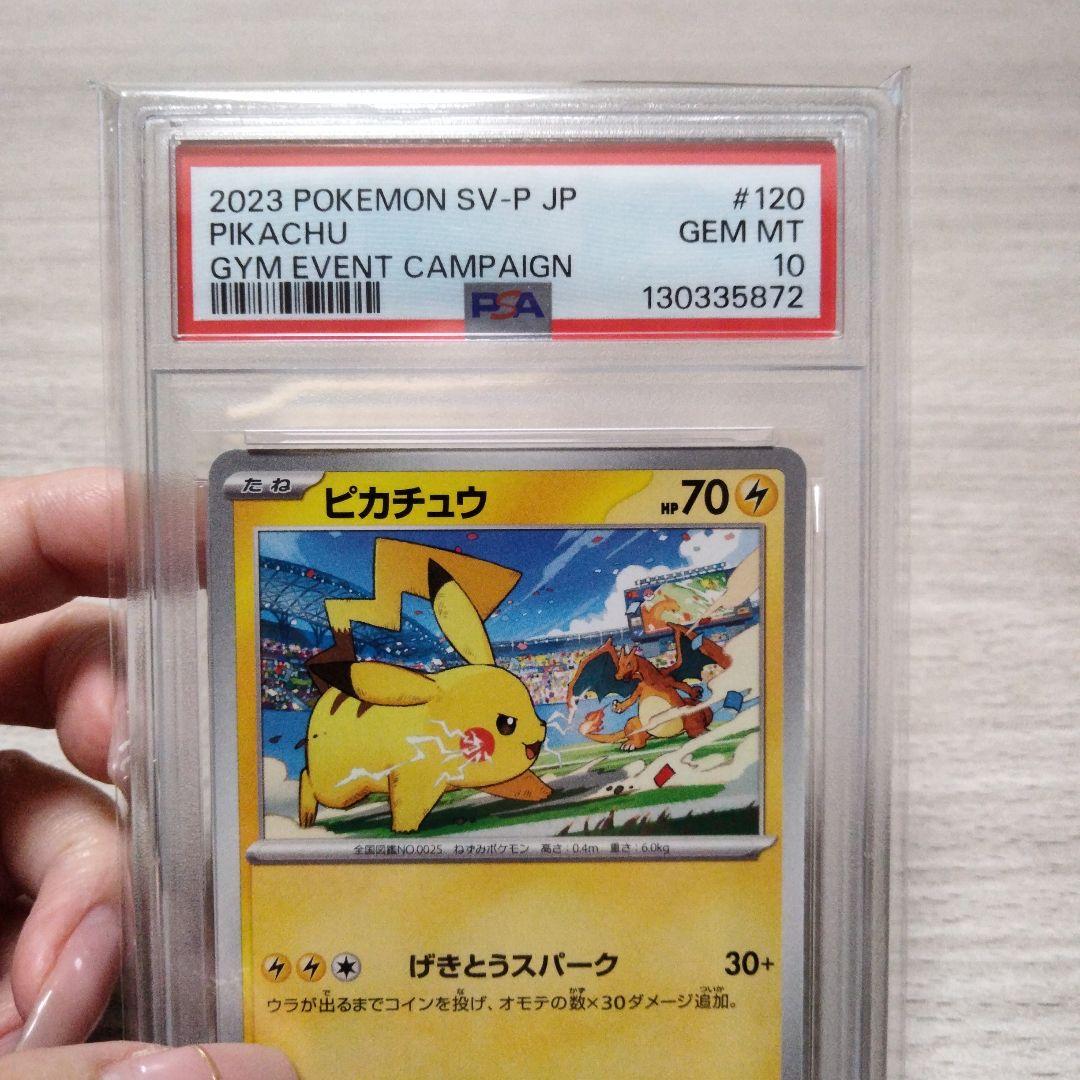 2023 POKEMON SV-P JP #120
PIKACHU GEM MT
GYM EVENT CAMPAIGN 10
PSA 130335872
たね ピカチュウ HP70
全国図鑑NO.0025 ねずみポケモン 高さ:0.4m 重さ:6.0kg
げきとうスパーク 30+
ウラが出るまでコインを投げ、オモテの数×30ダメージ追加。